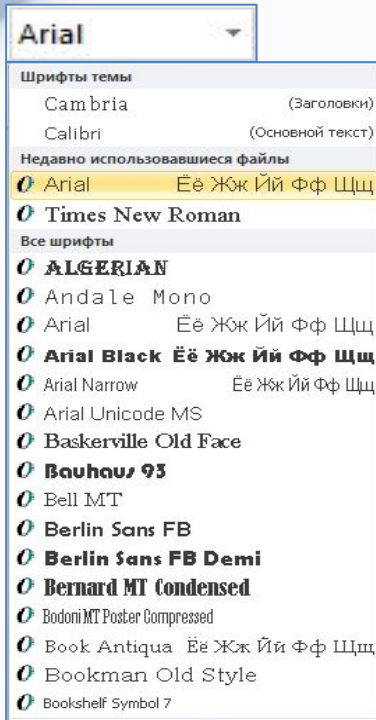 Arial
Шрифты темы
Cambria (Заголовки)
Calibri (Основной текст)
Недавно использовавшиеся файлы
Arial Ёё Жж Йй Фф Щщ
Times New Roman
Все шрифты
ALGERIAN
Andale Mono
Arial Ёё Жж Йй Фф Щщ
Arial Black Ёё Жж Йй Фф Щщ
Arial Narrow Ёё Жж Йй Фф Щщ
Arial Unicode MS
Baskerville Old Face
Bauhaus 93
Bell MT
Berlin Sans FB
Berlin Sans FB Demi
Bernard MT Condensed
Bodoni MT Poster Compressed
Book Antiqua Ёё Жж Йй Фф Щщ
Bookman Old Style
Bookshelf Symbol 7